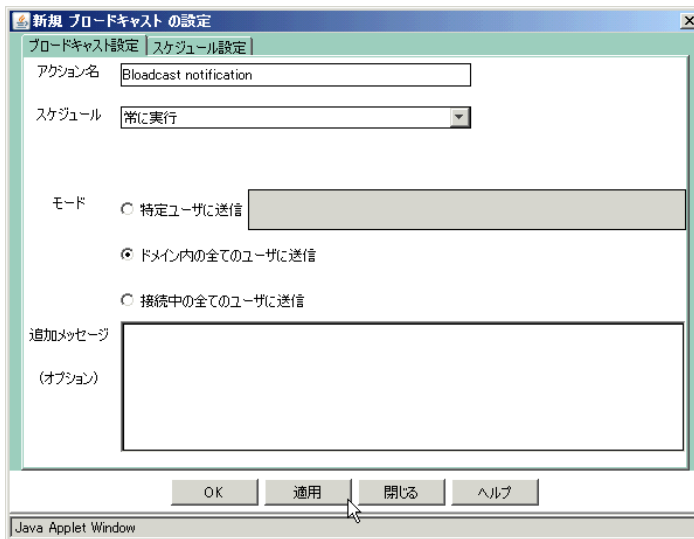 新規 ブロードキャスト の設定
ブロードキャスト設定 スケジュール設定
アクション名 Bloadcast notification
スケジュール 常に実行
モード 特定ユーザに送信
ドメイン内の全てのユーザに送信
接続中の全てのユーザに送信
追加メッセージ
(オプション)
OK 適用 閉じる ヘルプ
Java Applet Window